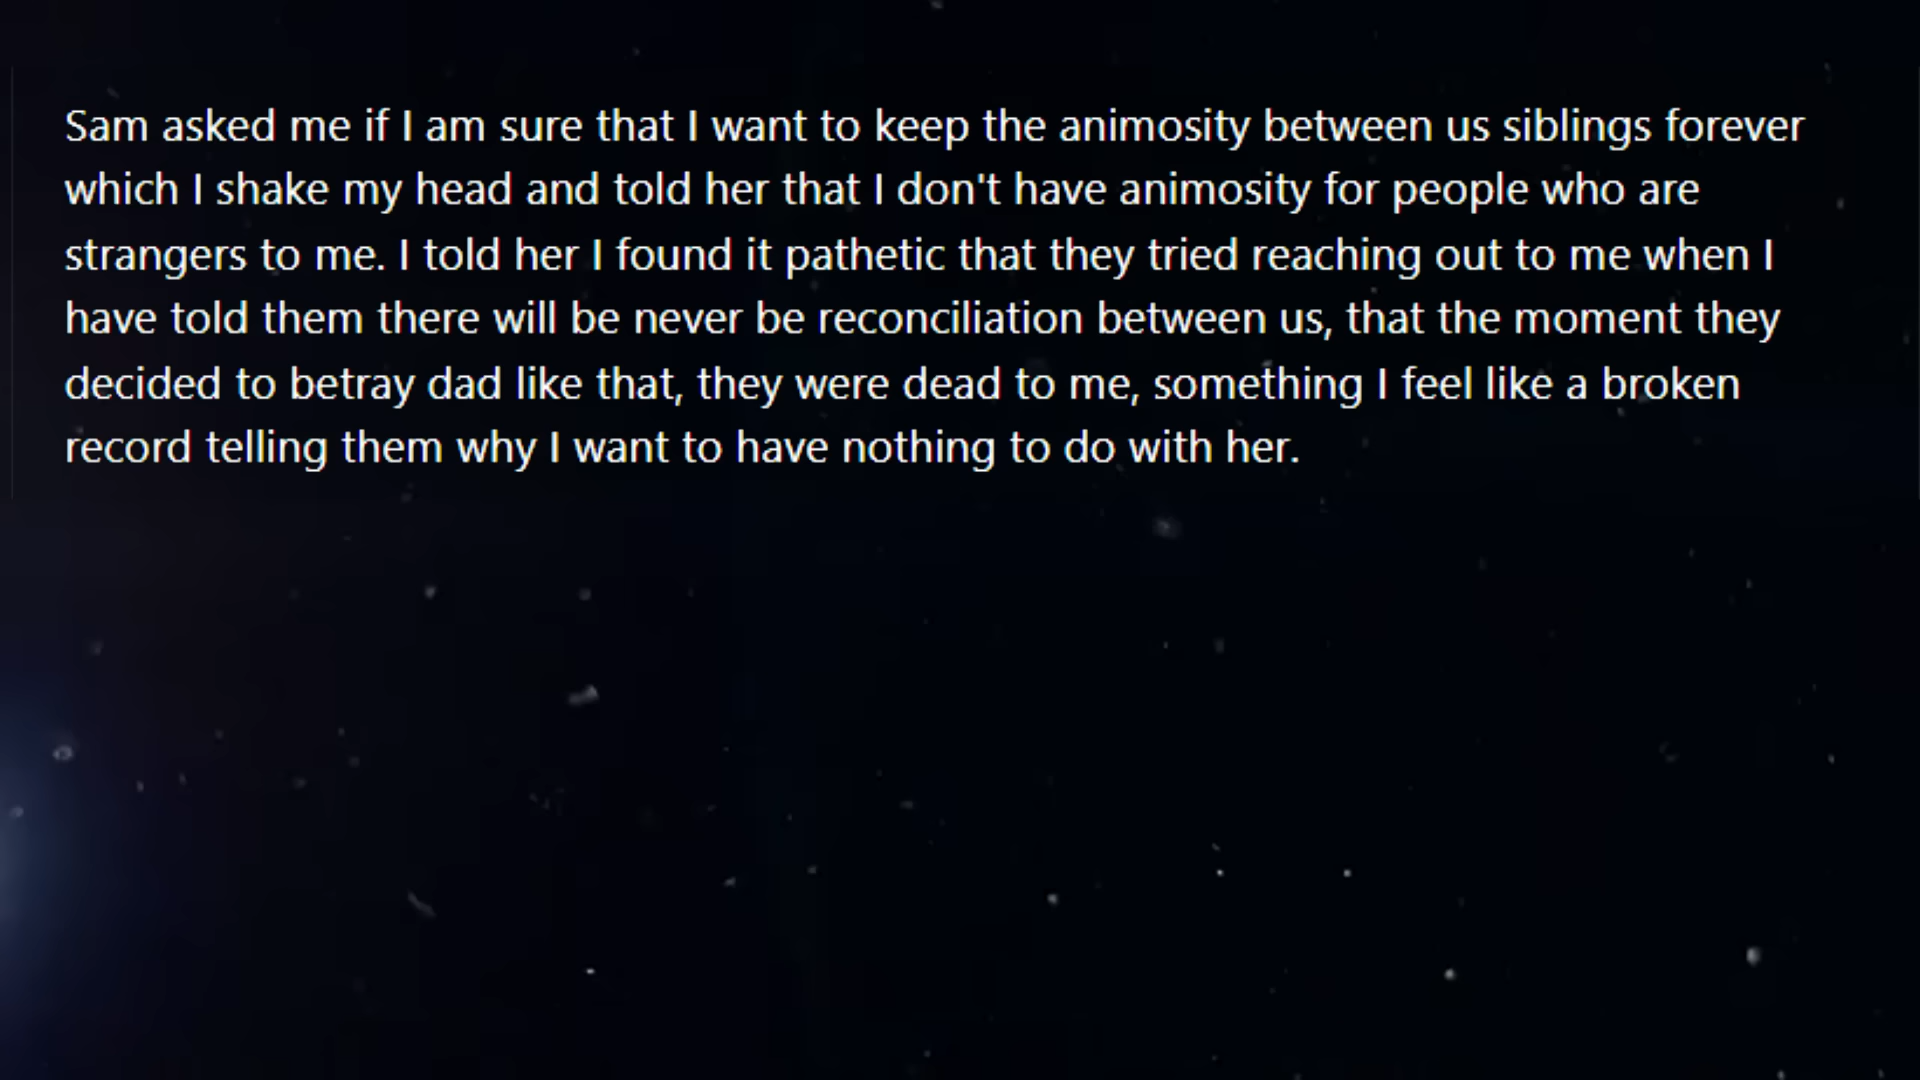 Sam asked me if I am sure that I want to keep the animosity between us siblings forever
which I shake my head and told her that I don't have animosity for people who are
strangers to me. I told her I found it pathetic that they tried reaching out to me when I
have told them there will be never be reconciliation between us, that the moment they
decided to betray dad like that, they were dead to me, something I feel like a broken
record telling them why I want to have nothing to do with her.